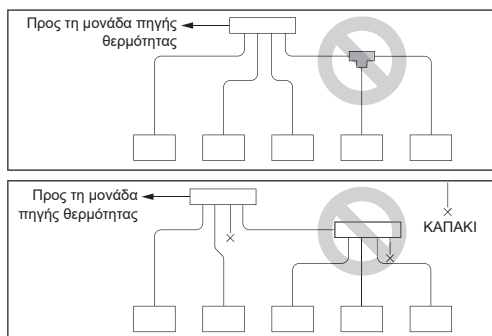 Προς τη μονάδα πηγής
θερμότητας
Προς τη μονάδα
πηγής θερμότητας
ΚΑΠΑΚΙ